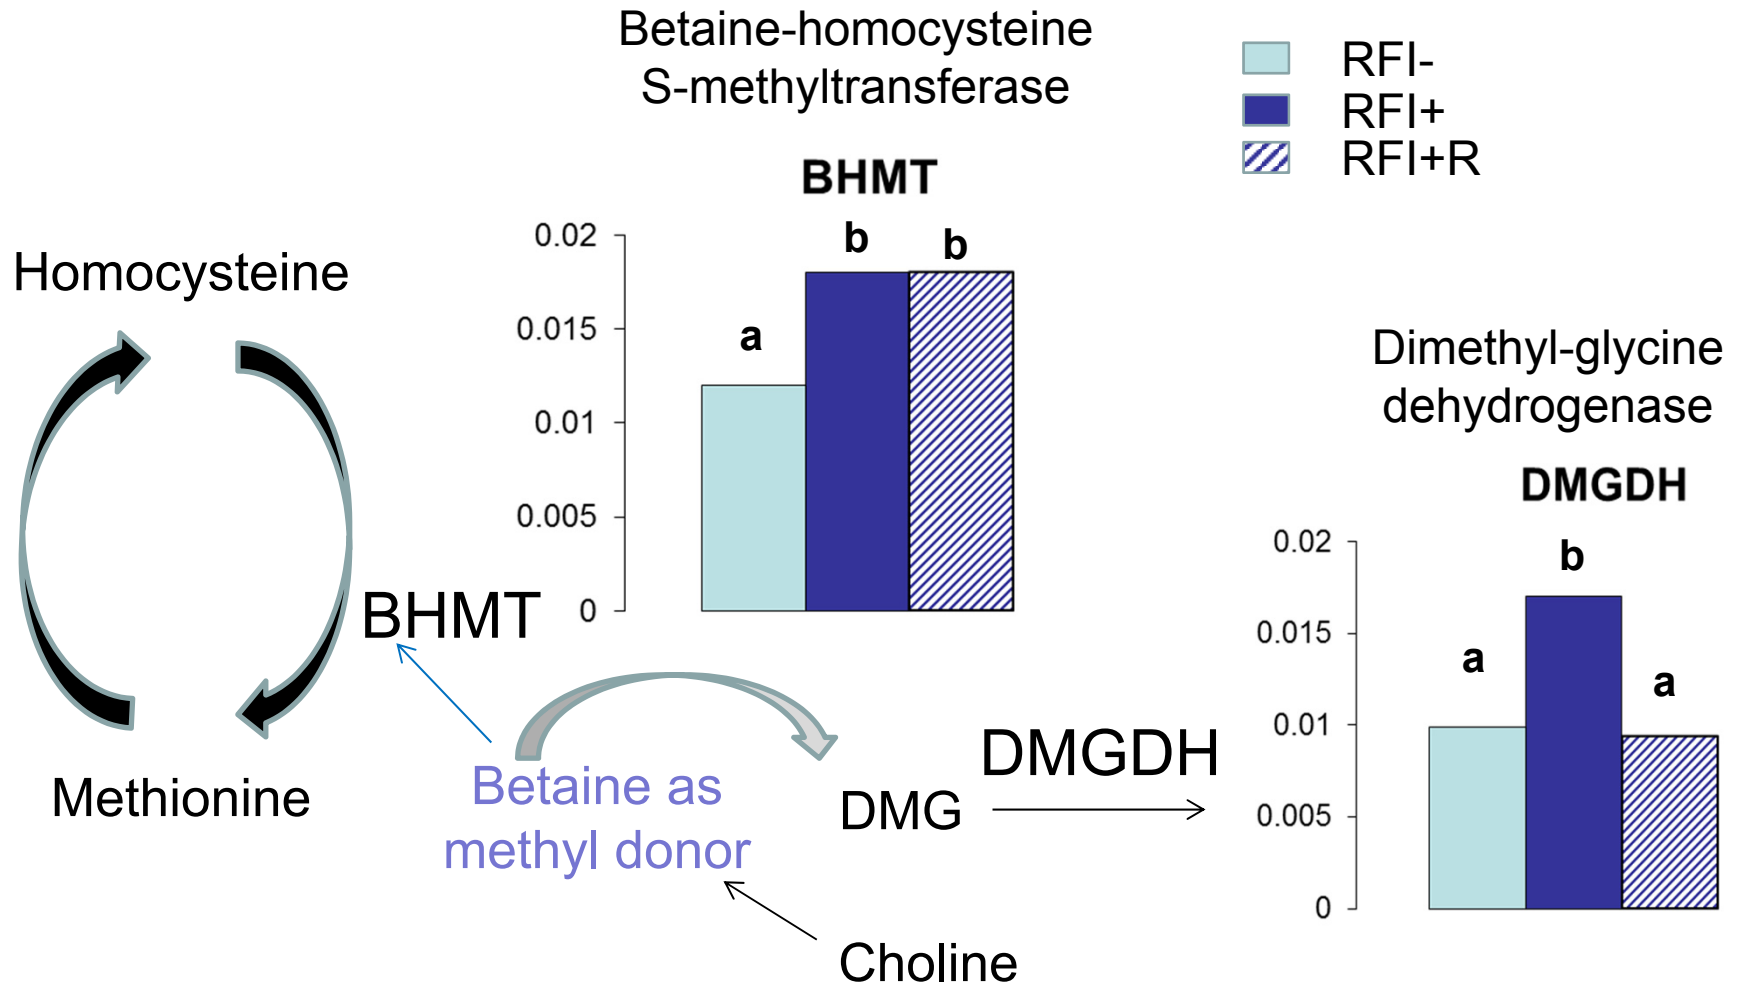 Betaine-homocysteine
S-methyltransferase
RFI-
RFI+
RFI+R
BHMT
0.02
0.015
0.01
0.005
0
a
b
b
Homocysteine
Methionine
BHMT
Betaine as
methyl donor
Choline
DMG
DMGDH
Dimethyl-glycine
dehydrogenase
DMGDH
0.02
0.015
0.01
0.005
0
a
b
a